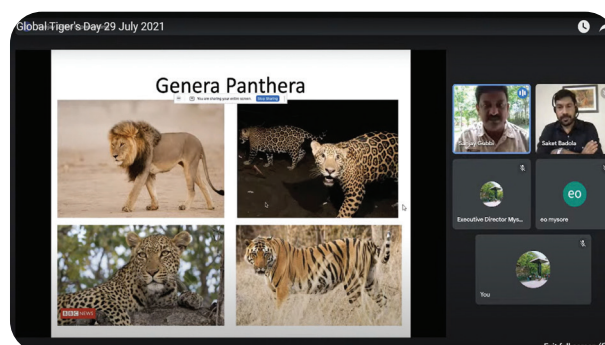 Global Tiger's Day 29 July 2021
Genera Panthera
You are sharing your entire screen.
Stop Sharing
BBC NEWS
Sanjay Gubbi
Saket Badola
Executive Director Mys...
eo
eo mysore
You